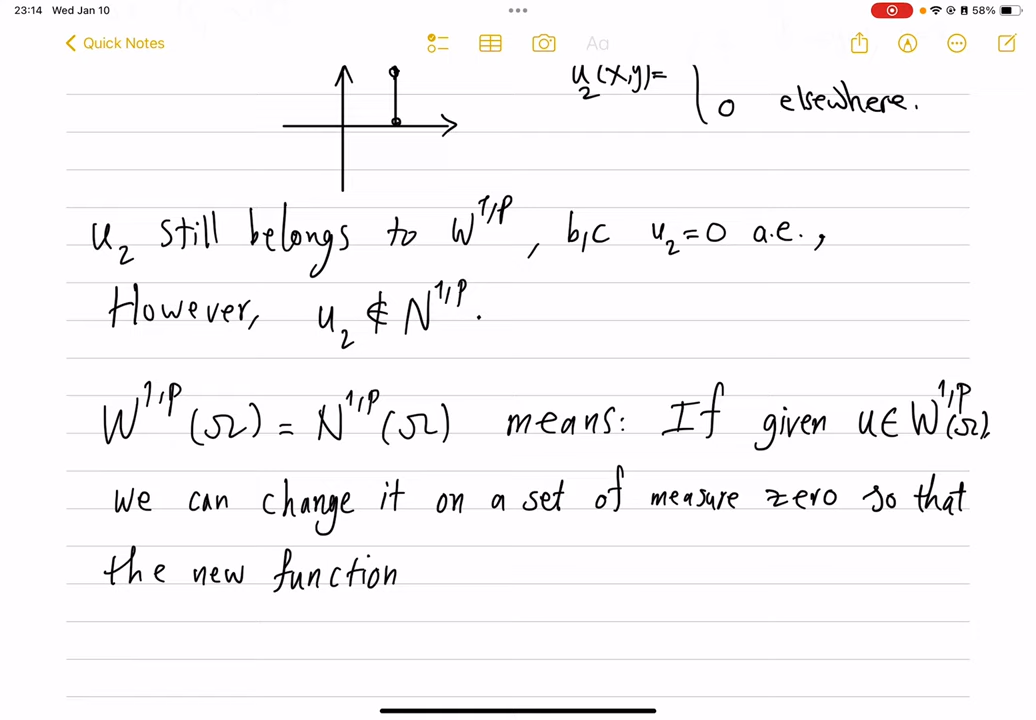 23:14 Wed Jan 10
58%
Quick Notes
Aa
u₂(x,y)= { 0 elsewhere.
u₂ still belongs to W^{1,p}, b,c u₂=0 a.e.,
However, u₂ ∉ N^{1,p}.
W^{1,p}(Ω) = N^{1,p}(Ω) means: If given u∈W^{1,p}(Ω),
we can change it on a set of measure zero so that
the new function